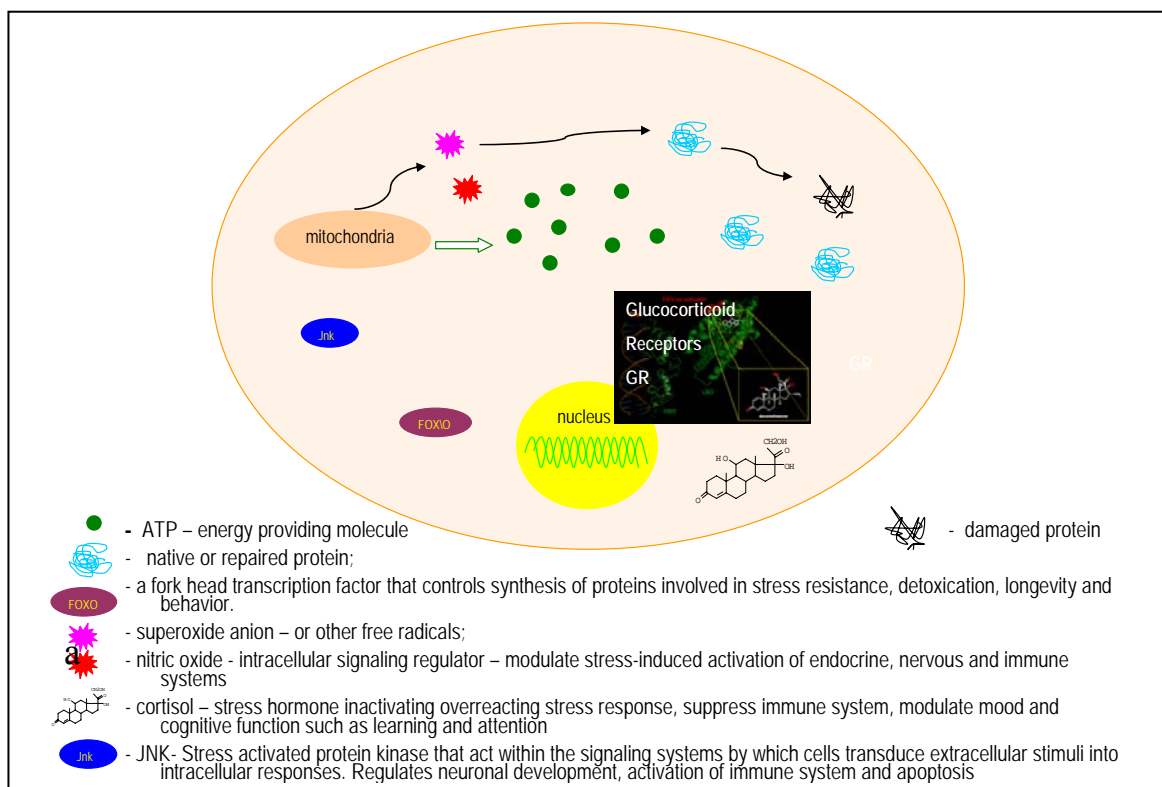 mitochondria
Glucocorticoid
Receptors
GR
GR
Jnk
FOX\O
nucleus
CH2OH
O
H O
OH
O
- ATP – energy providing molecule
- damaged protein
- native or repaired protein;
- a fork head transcription factor that controls synthesis of proteins involved in stress resistance, detoxication, longevity and
behavior.
FOXO
- superoxide anion – or other free radicals;
a
- nitric oxide - intracellular signaling regulator – modulate stress-induced activation of endocrine, nervous and immune
systems
- cortisol – stress hormone inactivating overreacting stress response, suppress immune system, modulate mood and
cognitive function such as learning and attention
Jnk
- JNK- Stress activated protein kinase that act within the signaling systems by which cells transduce extracellular stimuli into
intracellular responses. Regulates neuronal development, activation of immune system and apoptosis